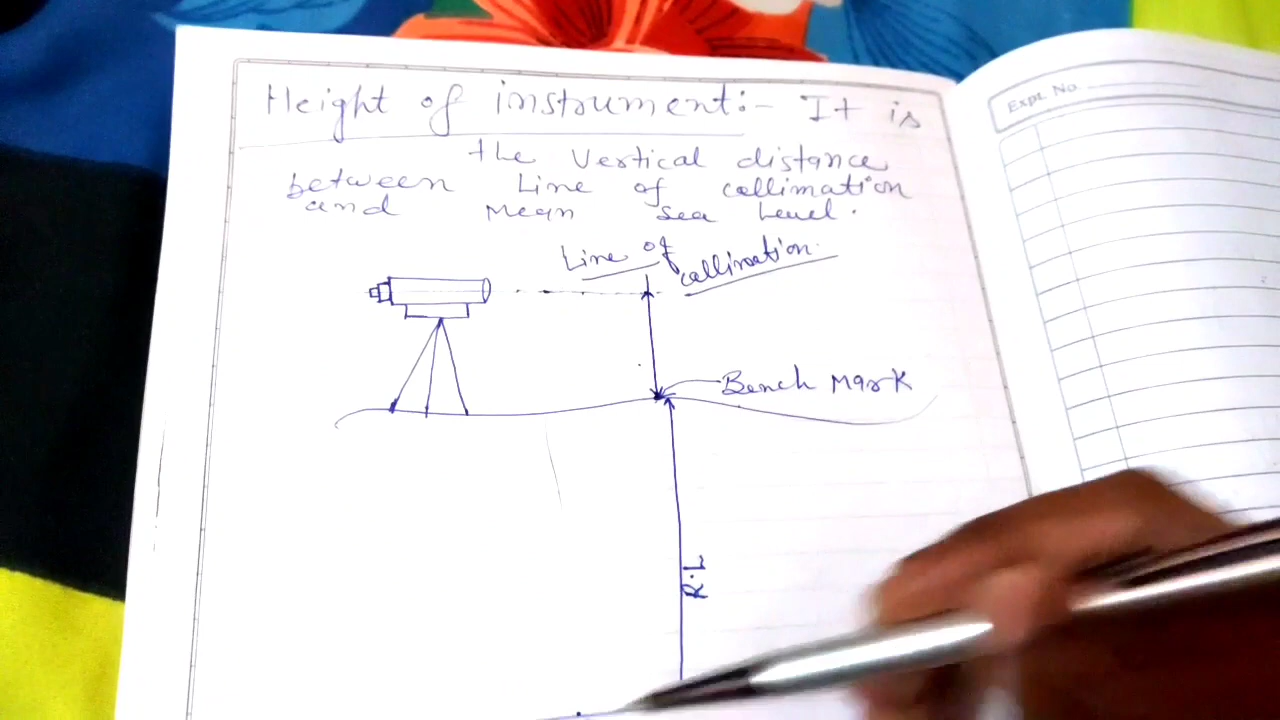 Height of instrument:- It is
the vertical distance
between Line of collimation
and Mean Sea Level.
Line of
collimation.
Bench Mark
R.L
Expt. No.